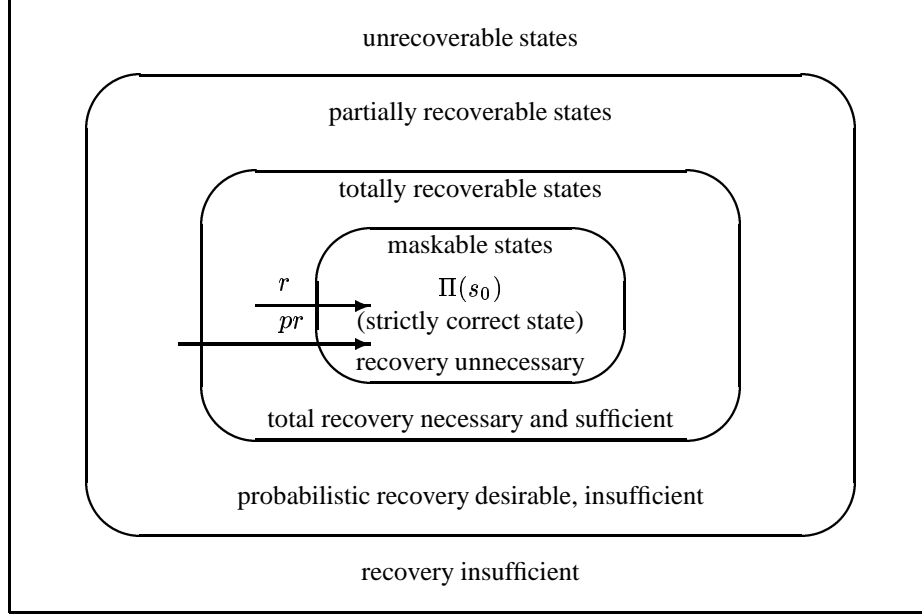 unrecoverable states
partially recoverable states
totally recoverable states
maskable states
r
Π(s₀)
pr
(strictly correct state)
recovery unnecessary
total recovery necessary and sufficient
probabilistic recovery desirable, insufficient
recovery insufficient